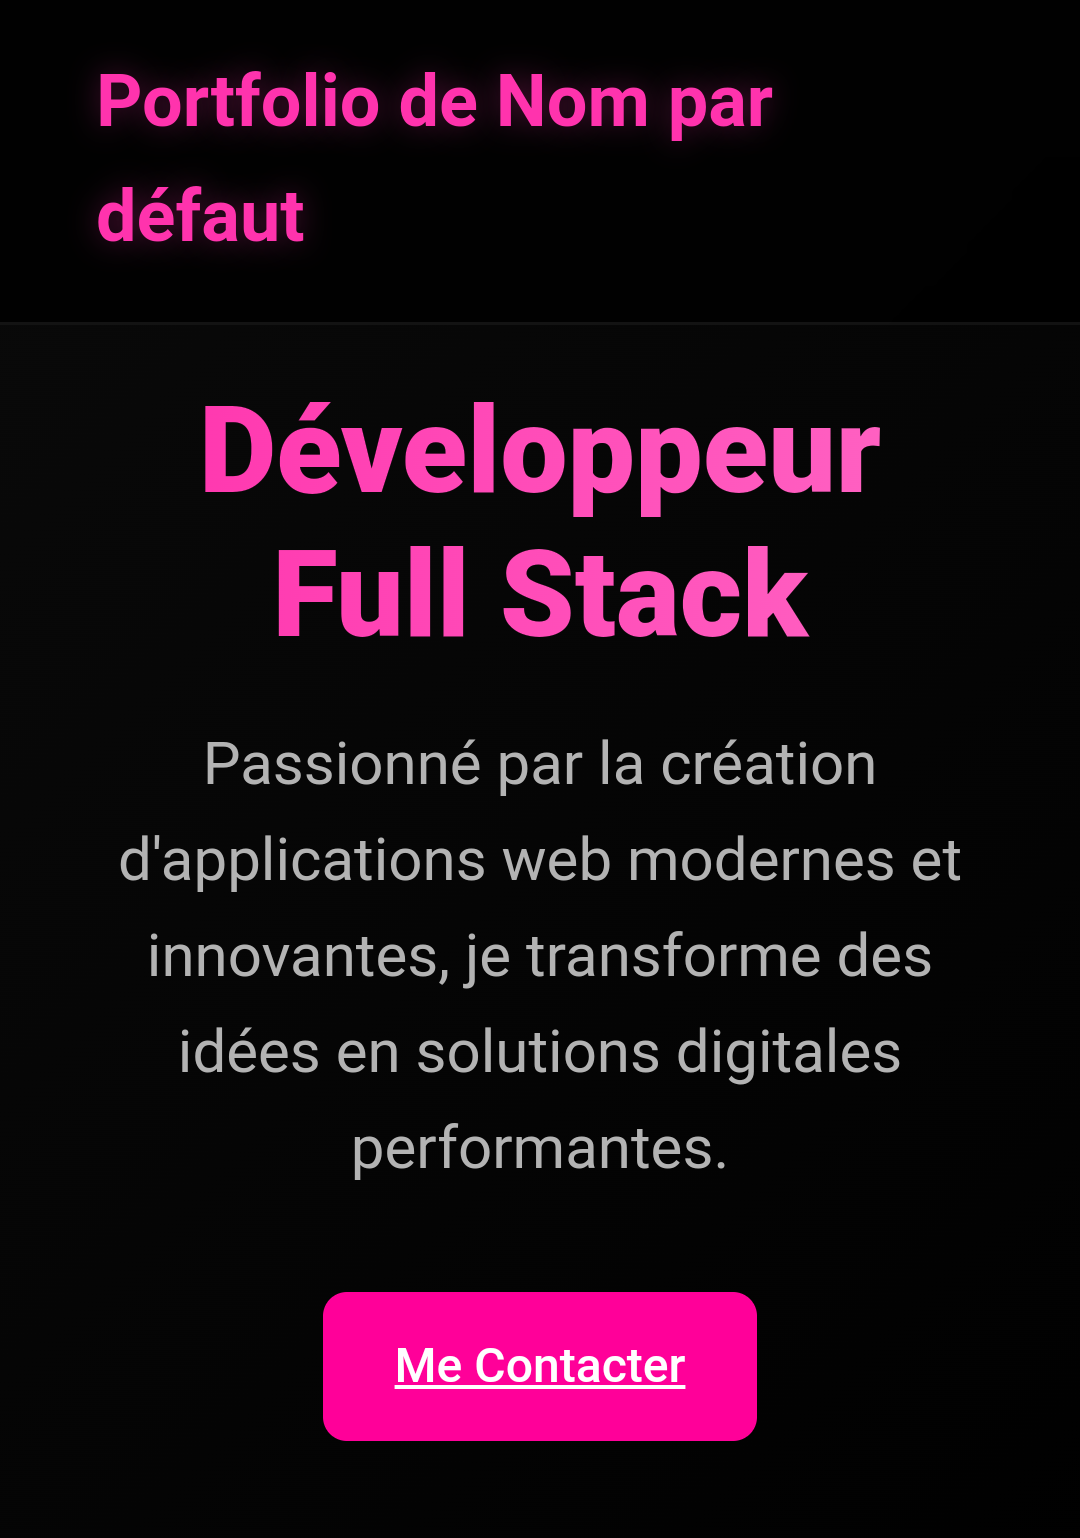 Portfolio de Nom par
défaut
Développeur
Full Stack
Passionné par la création
d'applications web modernes et
innovantes, je transforme des
idées en solutions digitales
performantes.
Me Contacter